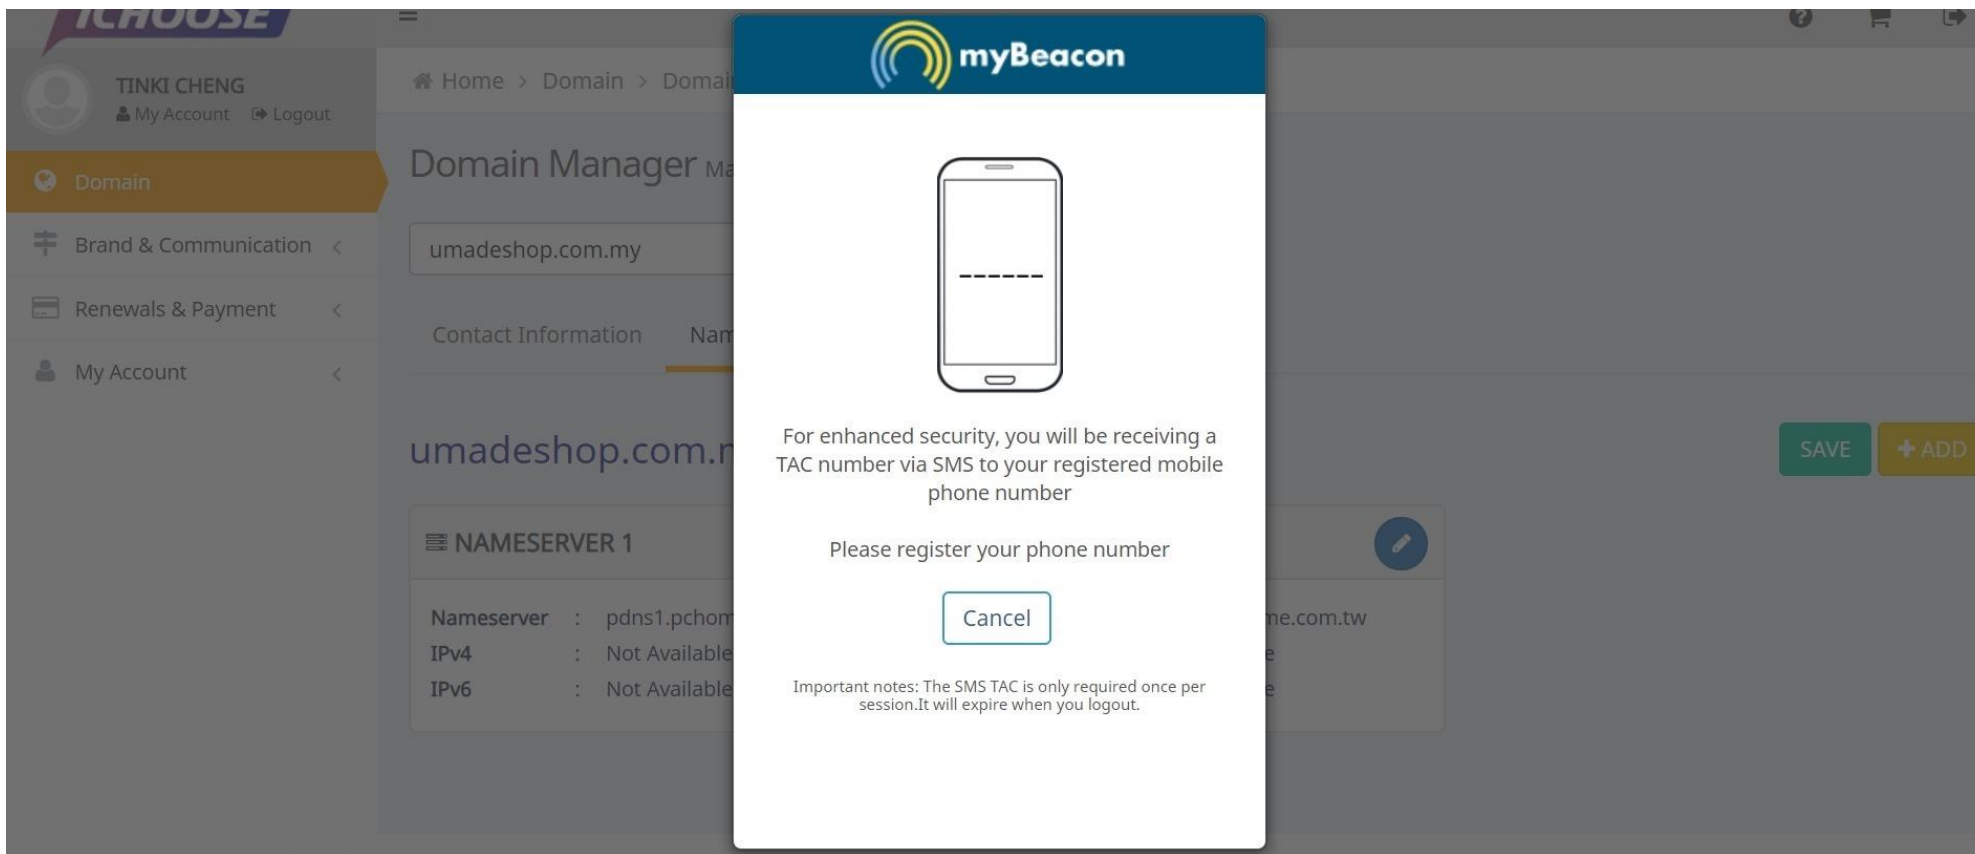 ICHOOSE
TINKI CHENG
My Account Logout
Domain
Brand & Communication
Renewals & Payment
My Account
Home > Domain >
Domain Manager
umadeshop.com.my
Contact Information
umadeshop.com.
SAVE
+ ADD
NAMESERVER 1
Nameserver :
IPv4 : Not Available
IPv6 : Not Available
me.com.tw
myBeacon
------
For enhanced security, you will be receiving a
TAC number via SMS to your registered mobile
phone number
Please register your phone number
Cancel
Important notes: The SMS TAC is only required once per
session.It will expire when you logout.